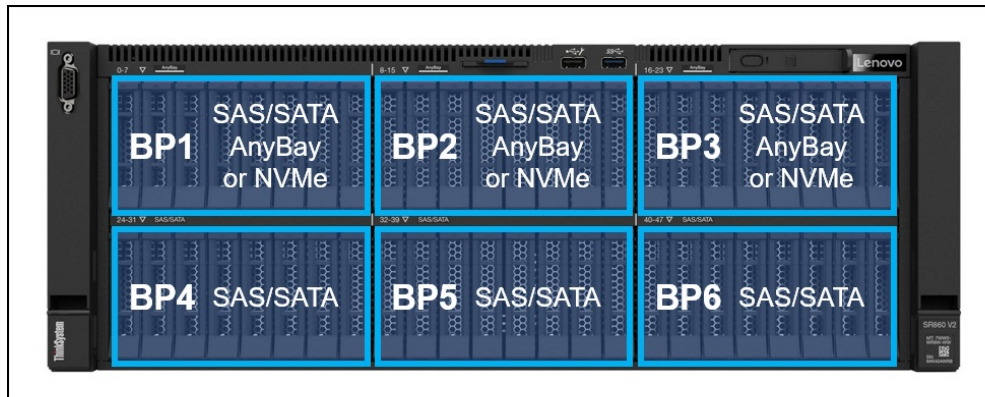 0-7 ▽ AnyBay
8-15 ▽ AnyBay
16-23 ▽ AnyBay
Lenovo
BP1 SAS/SATA
AnyBay
or NVMe
BP2 SAS/SATA
AnyBay
or NVMe
BP3 SAS/SATA
AnyBay
or NVMe
24-31 ▽ SAS/SATA
32-39 ▽ SAS/SATA
40-47 ▽ SAS/SATA
BP4 SAS/SATA
BP5 SAS/SATA
BP6 SAS/SATA
ThinkSystem
SR860 V2